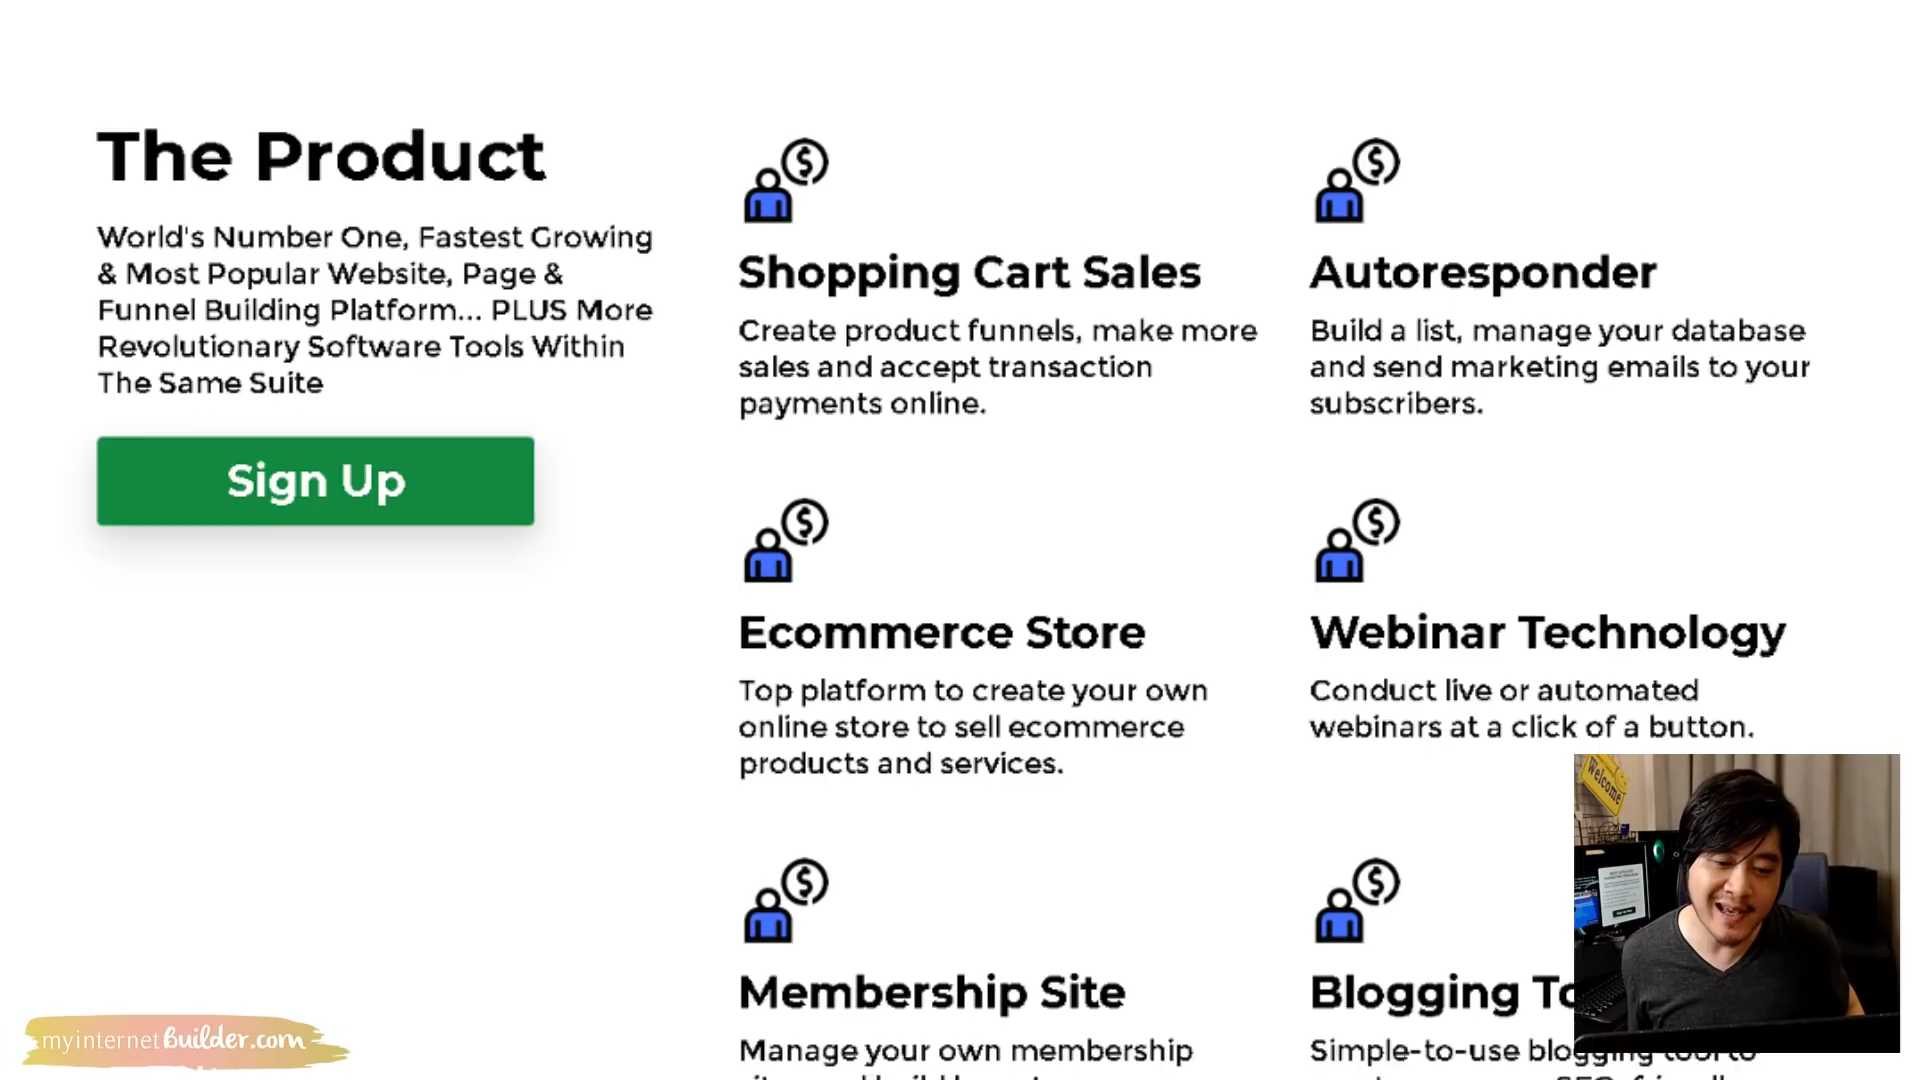 The Product
World's Number One, Fastest Growing
& Most Popular Website, Page &
Funnel Building Platform... PLUS More
Revolutionary Software Tools Within
The Same Suite
Sign Up
Shopping Cart Sales
Create product funnels, make more
sales and accept transaction
payments online.
Autoresponder
Build a list, manage your database
and send marketing emails to your
subscribers.
Ecommerce Store
Top platform to create your own
online store to sell ecommerce
products and services.
Webinar Technology
Conduct live or automated
webinars at a click of a button.
Membership Site
Manage your own membership
Blogging
Simple-to-use blogging tool to
Welcome
myinternetBuilder.com